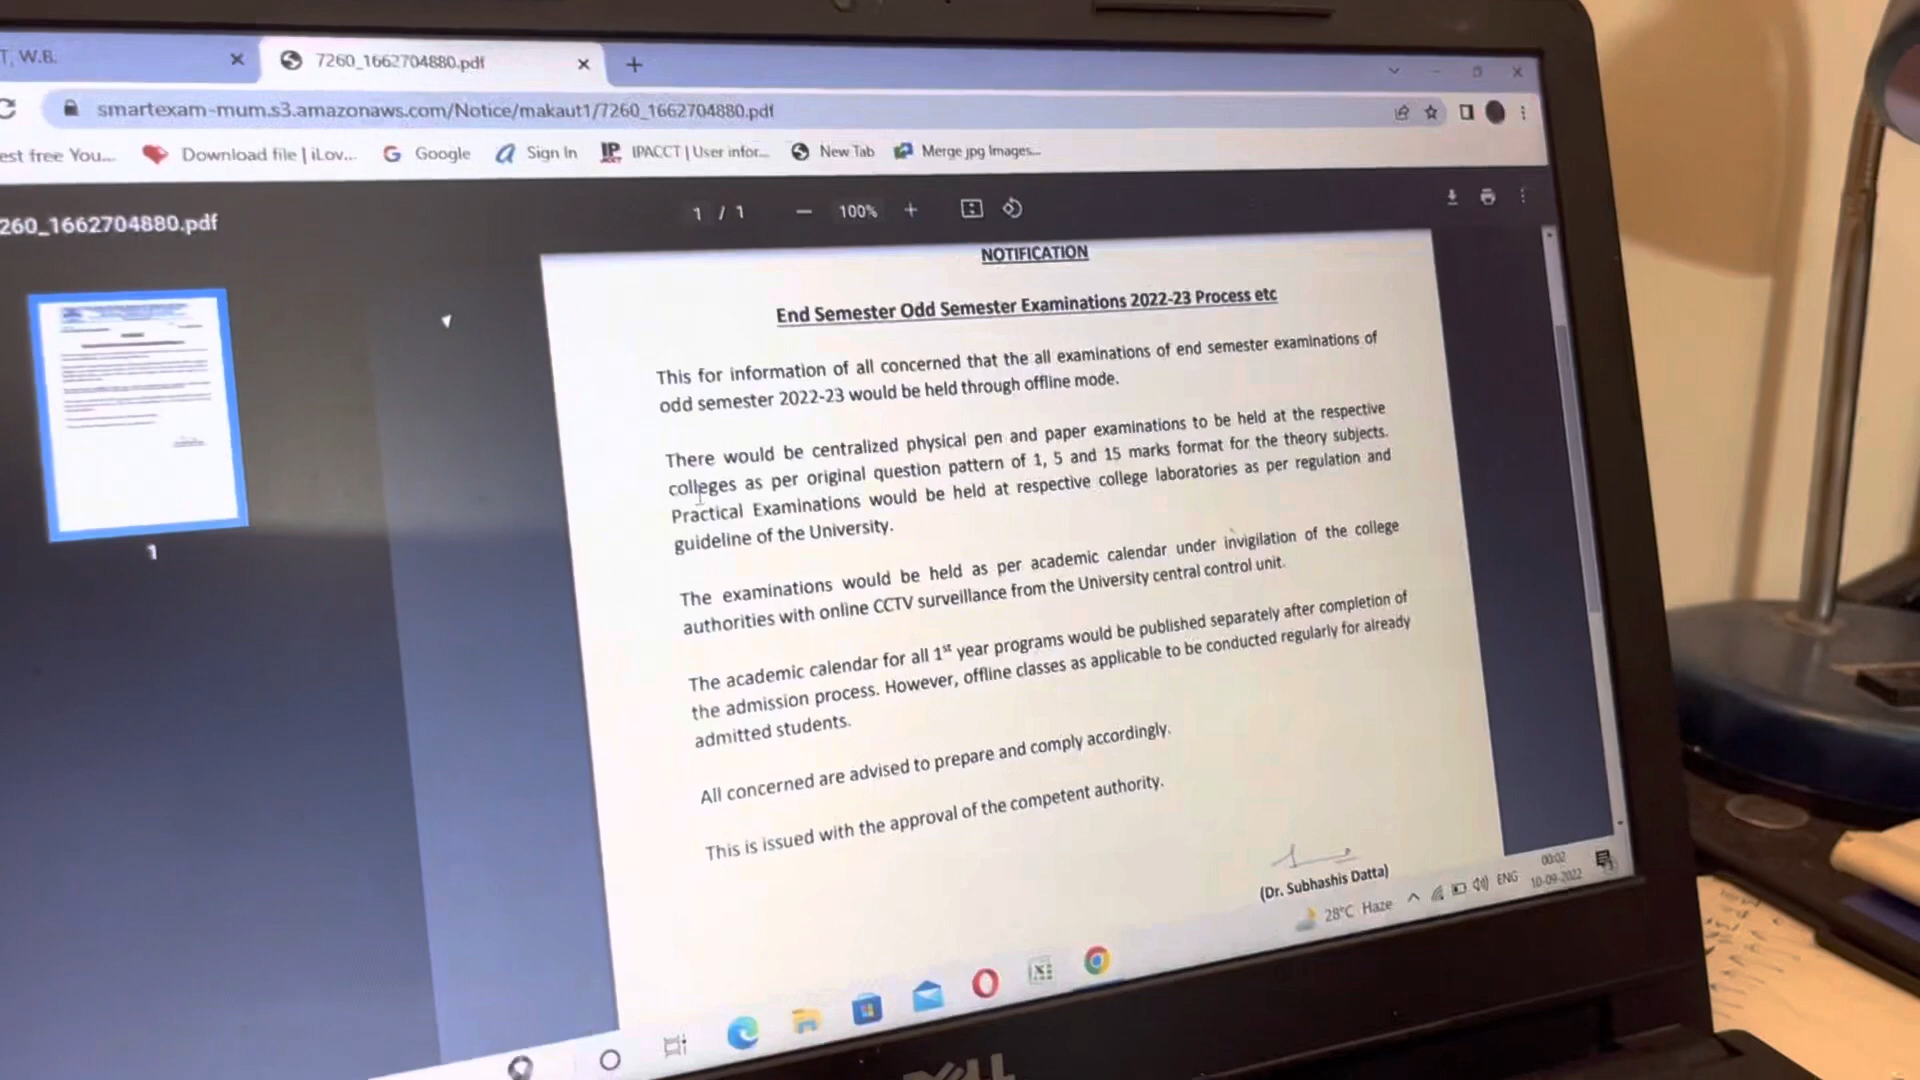 T, W.B.
7260_1662704880.pdf
smartexam-mum.s3.amazonaws.com/Notice/makaut1/7260_1662704880.pdf
est free You...
Download file | iLov...
Google
Sign In
IPACCT | User infor...
New Tab
Merge jpg Images...
260_1662704880.pdf
1 / 1
100%
NOTIFICATION
End Semester Odd Semester Examinations 2022-23 Process etc
This for information of all concerned that the all examinations of end semester examinations of
odd semester 2022-23 would be held through offline mode.
There would be centralized physical pen and paper examinations to be held at the respective
colleges as per original question pattern of 1, 5 and 15 marks format for the theory subjects.
Practical Examinations would be held at respective college laboratories as per regulation and
guideline of the University.
The examinations would be held as per academic calendar under invigilation of the college
authorities with online CCTV surveillance from the University central control unit.
The academic calendar for all 1st year programs would be published separately after completion of
the admission process. However, offline classes as applicable to be conducted regularly for already
admitted students.
All concerned are advised to prepare and comply accordingly.
This is issued with the approval of the competent authority.
(Dr. Subhashis Datta)
1
28°C Haze
ENG
00:02
10-09-2022
DELL